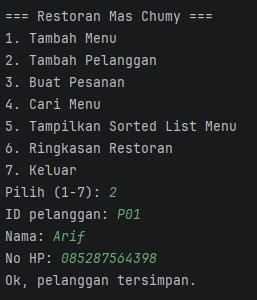 === Restoran Mas Chumy ===
1. Tambah Menu
2. Tambah Pelanggan
3. Buat Pesanan
4. Cari Menu
5. Tampilkan Sorted List Menu
6. Ringkasan Restoran
7. Keluar
Pilih (1-7): 2
ID pelanggan: P01
Nama: Arif
No HP: 085287564398
Ok, pelanggan tersimpan.